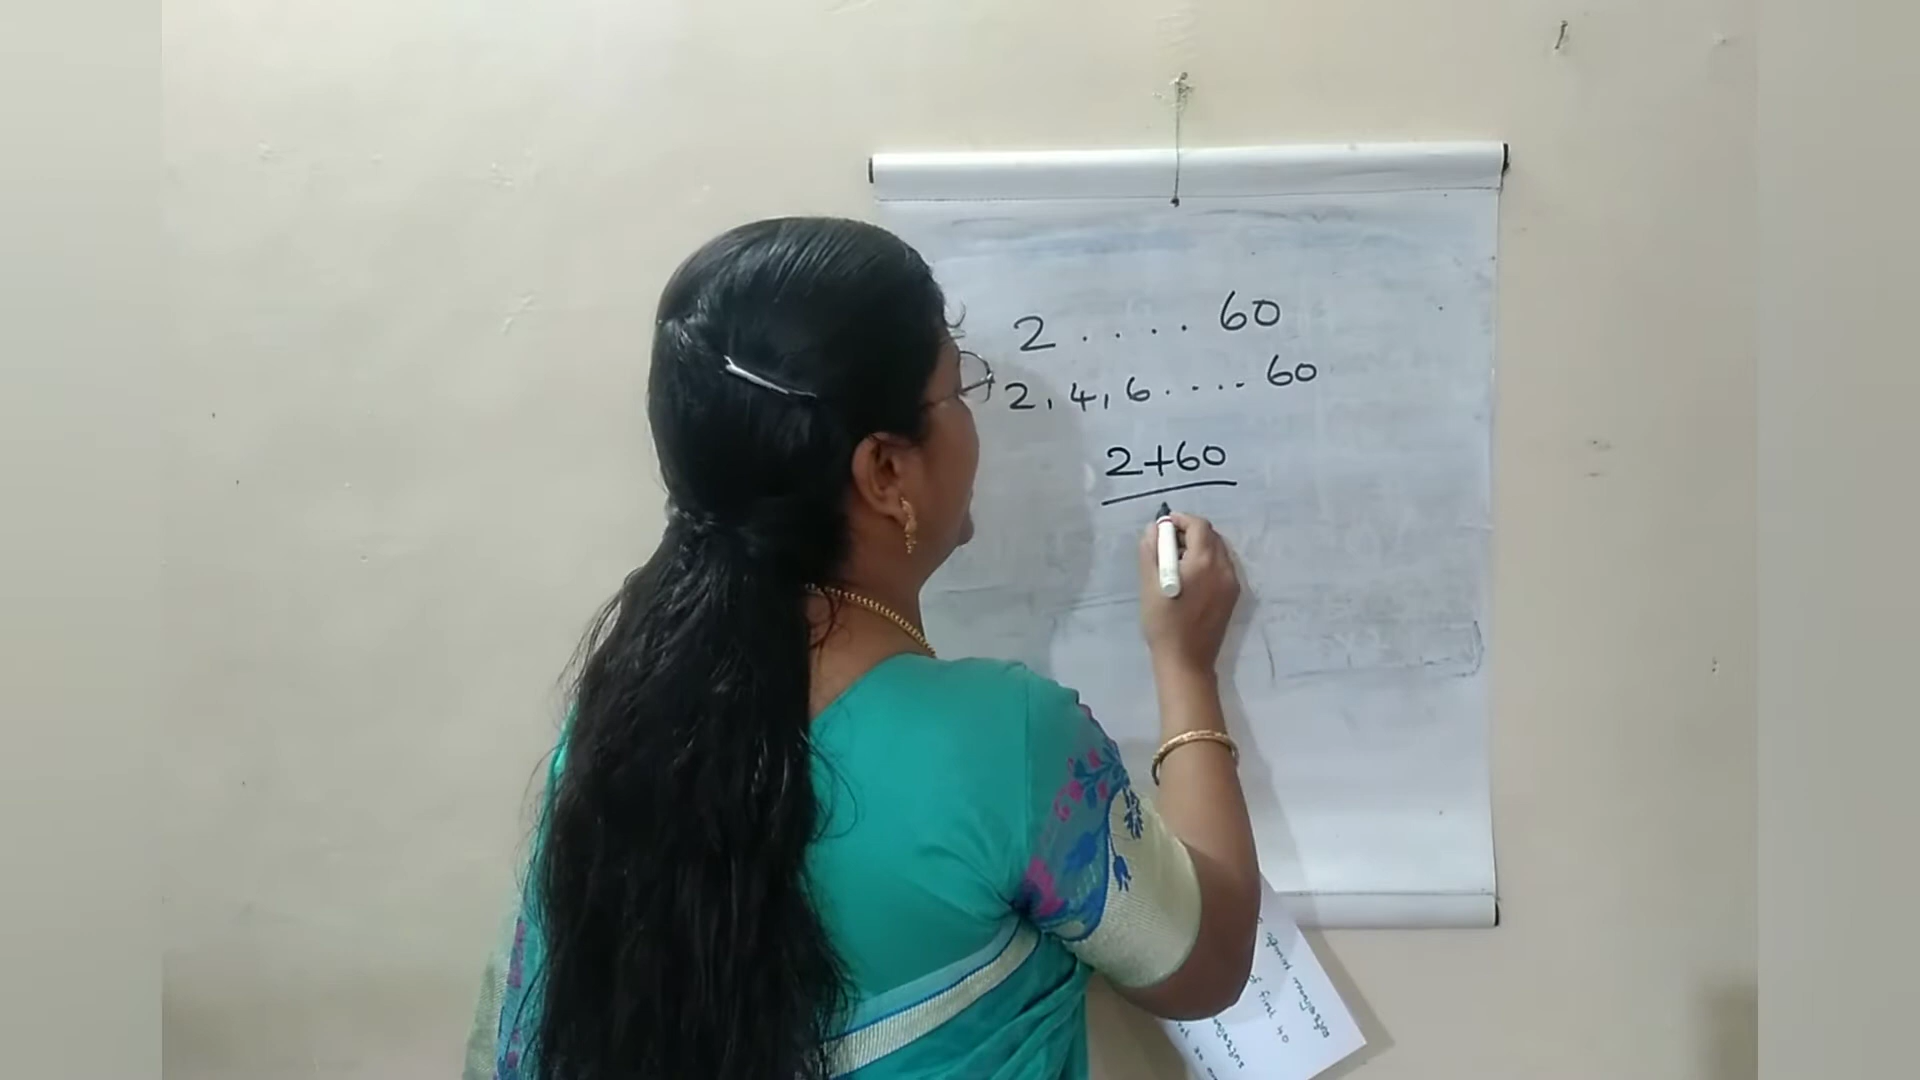 2 . . . . 60
2, 4, 6 . . . . 60
2+60